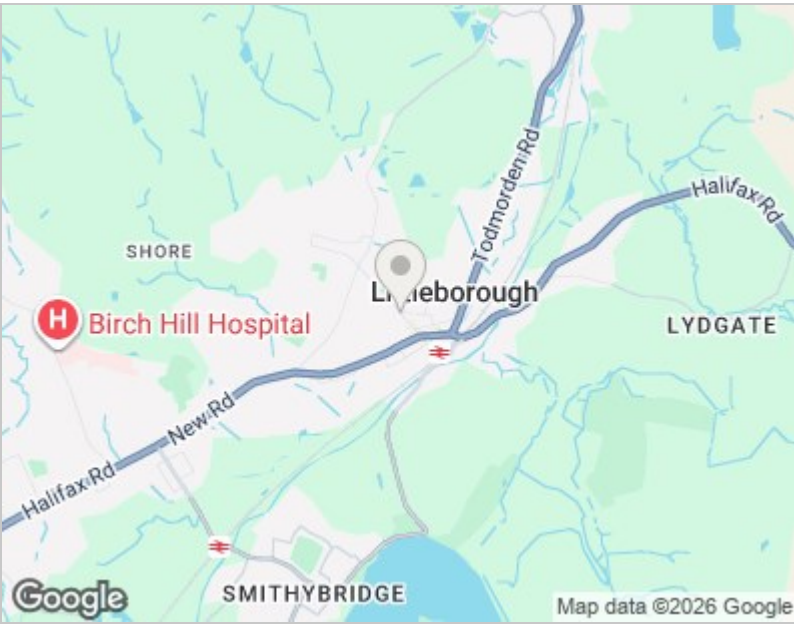 Todmorden Rd
Halifax Rd
SHORE
Littleborough
H
Birch Hill Hospital
LYDGATE
New Rd
Halifax Rd
SMITHYBRIDGE
Google
Map data ©2026 Google